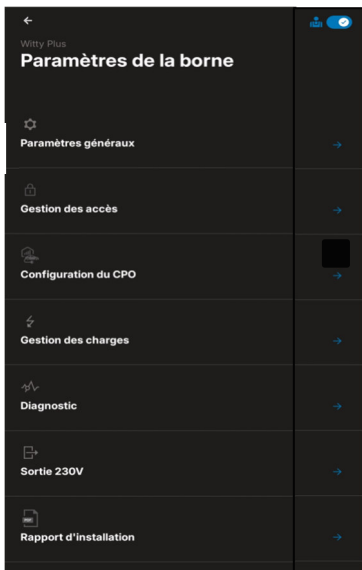 Witty Plus
Paramètres de la borne
Paramètres généraux
Gestion des accès
Configuration du CPO
Gestion des charges
Diagnostic
Sortie 230V
Rapport d'installation